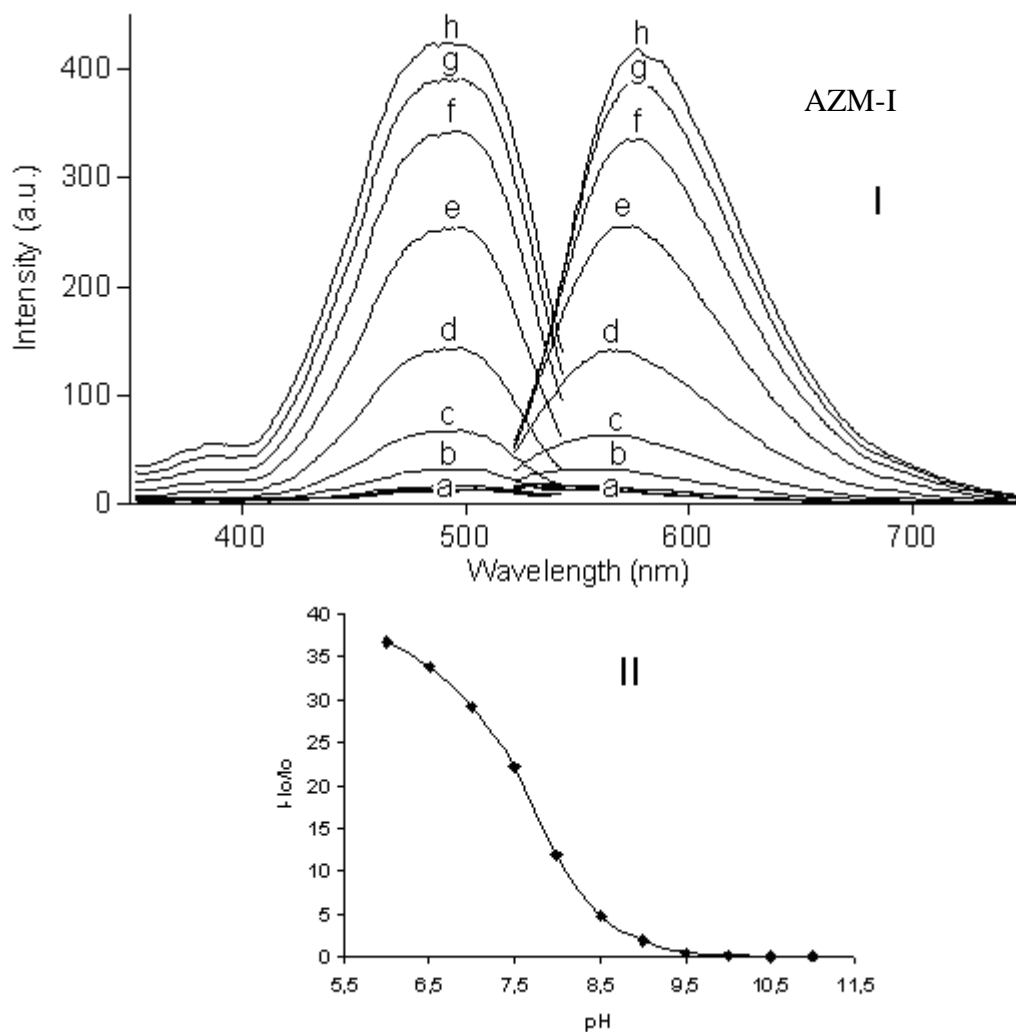 h h
400
g g
AZM-I
f f
300
I
e e
Intensity (a.u.)
200
d d
100
c c
b b
a a
0
400 500 600 700
Wavelength (nm)
40
35
II
30
25
I-Io/Io
20
15
10
5
0
5,5 6,5 7,5 8,5 9,5 10,5 11,5
pH